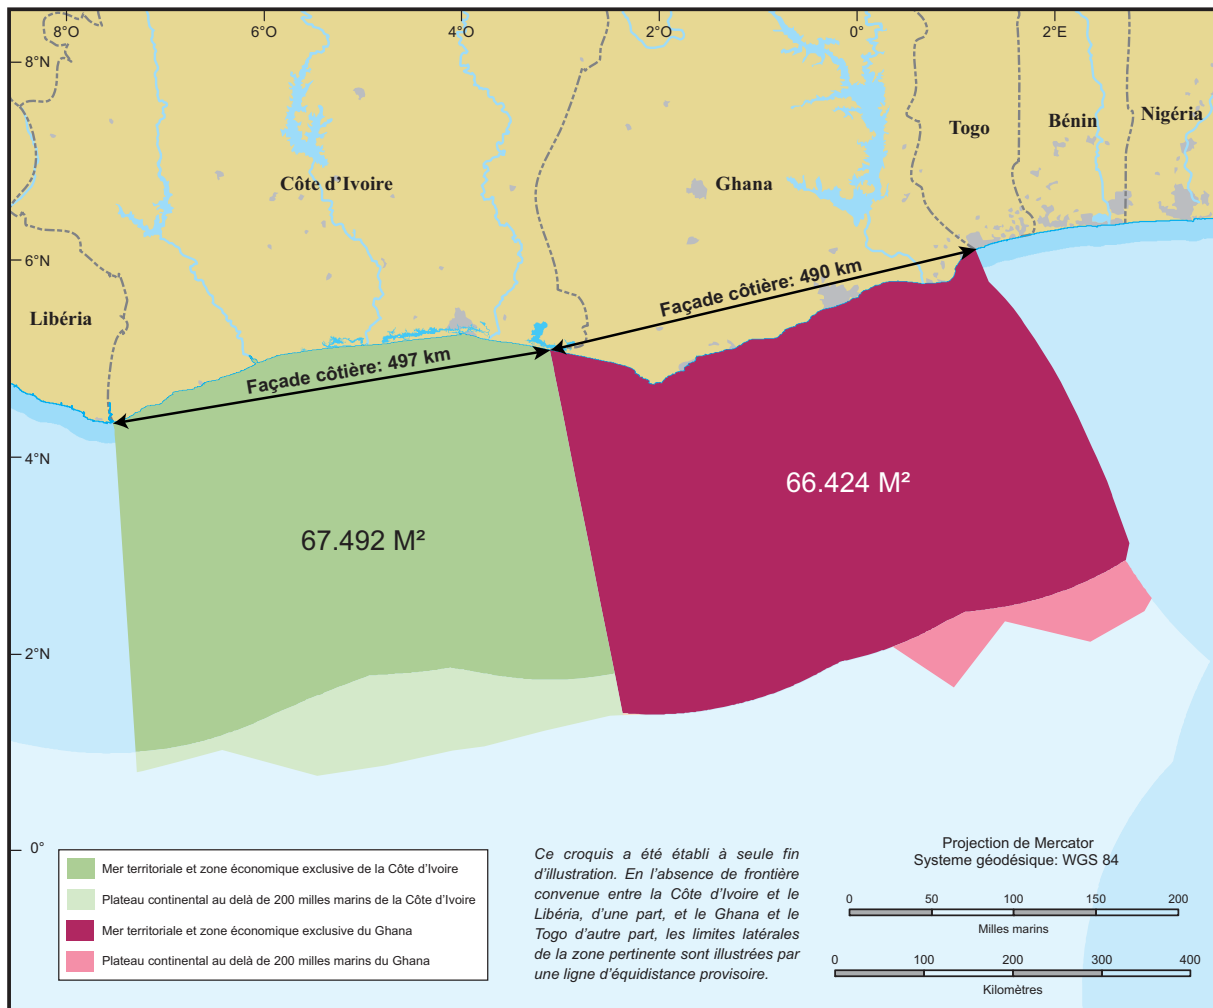 8°O
6°O
4°O
2°O
0°
2°E
8°N
6°N
4°N
2°N
0°
Togo
Bénin
Nigéria
Côte d'Ivoire
Ghana
Libéria
Façade côtière: 490 km
Façade côtière: 497 km
66.424 M²
67.492 M²
Mer territoriale et zone économique exclusive de la Côte d'Ivoire
Plateau continental au delà de 200 milles marins de la Côte d'Ivoire
Mer territoriale et zone économique exclusive du Ghana
Plateau continental au delà de 200 milles marins du Ghana
Ce croquis a été établi à seule fin
d'illustration. En l'absence de frontière
convenue entre la Côte d'Ivoire et le
Libéria, d'une part, et le Ghana et le
Togo d'autre part, les limites latérales
de la zone pertinente sont illustrées par
une ligne d'équidistance provisoire.
Projection de Mercator
Systeme géodésique: WGS 84
0 50 100 150 200
Milles marins
0 100 200 300 400
Kilomètres